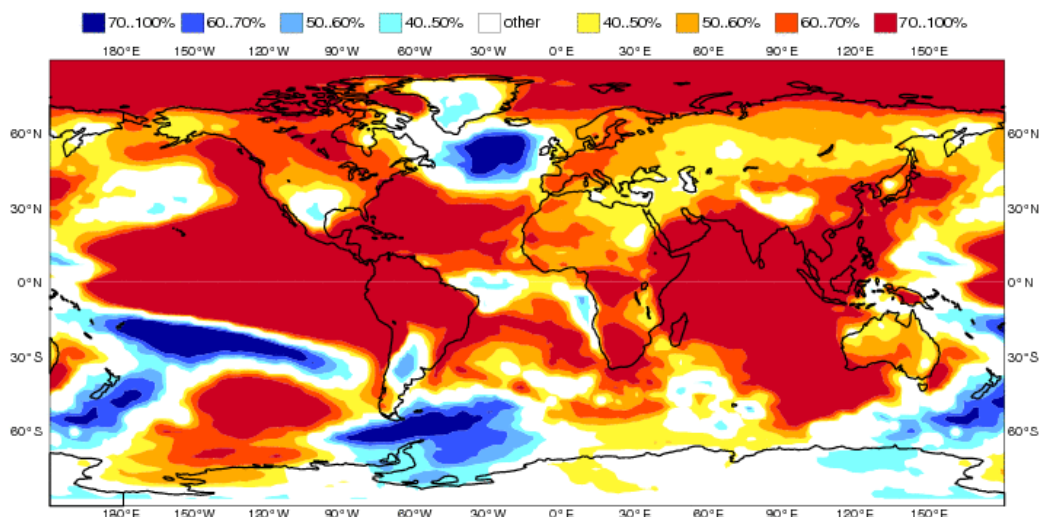 70..100% 60..70% 50..60% 40..50% other 40..50% 50..60% 60..70% 70..100%
180°E 150°W 120°W 90°W 60°W 30°W 0°E 30°E 60°E 90°E 120°E 150°E
60°N 60°N
30°N 30°N
0°N 0°N
30°S 30°S
60°S 60°S
180°E 150°W 120°W 90°W 60°W 30°W 0°E 30°E 60°E 90°E 120°E 150°E